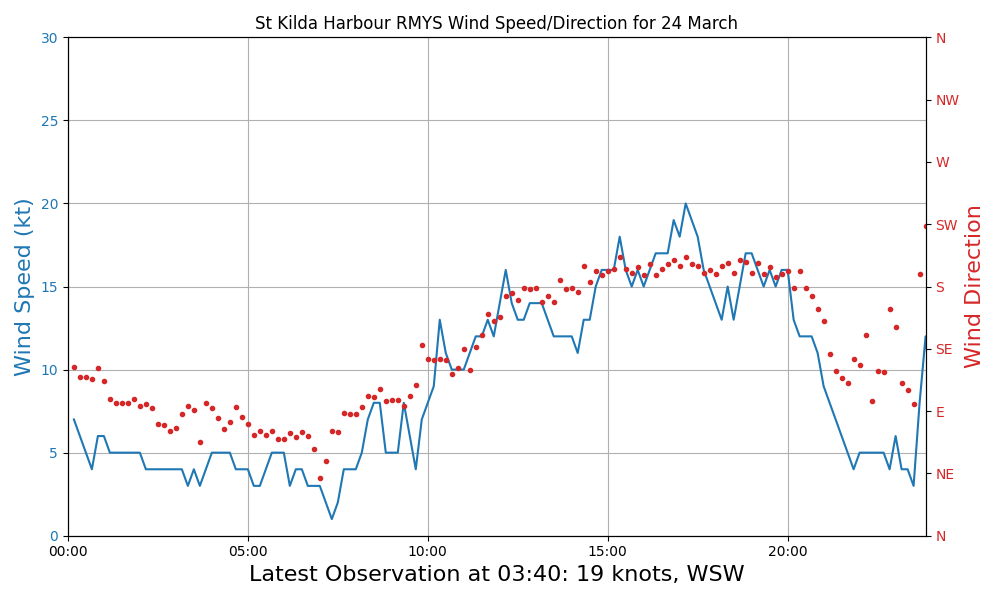 St Kilda Harbour RMYS Wind Speed/Direction for 24 March
Wind Speed (kt)
30
25
20
15
10
5
0
00:00 05:00 10:00 15:00 20:00
N
NW
W
SW
S
SE
E
NE
N
Wind Direction
Latest Observation at 03:40: 19 knots, WSW